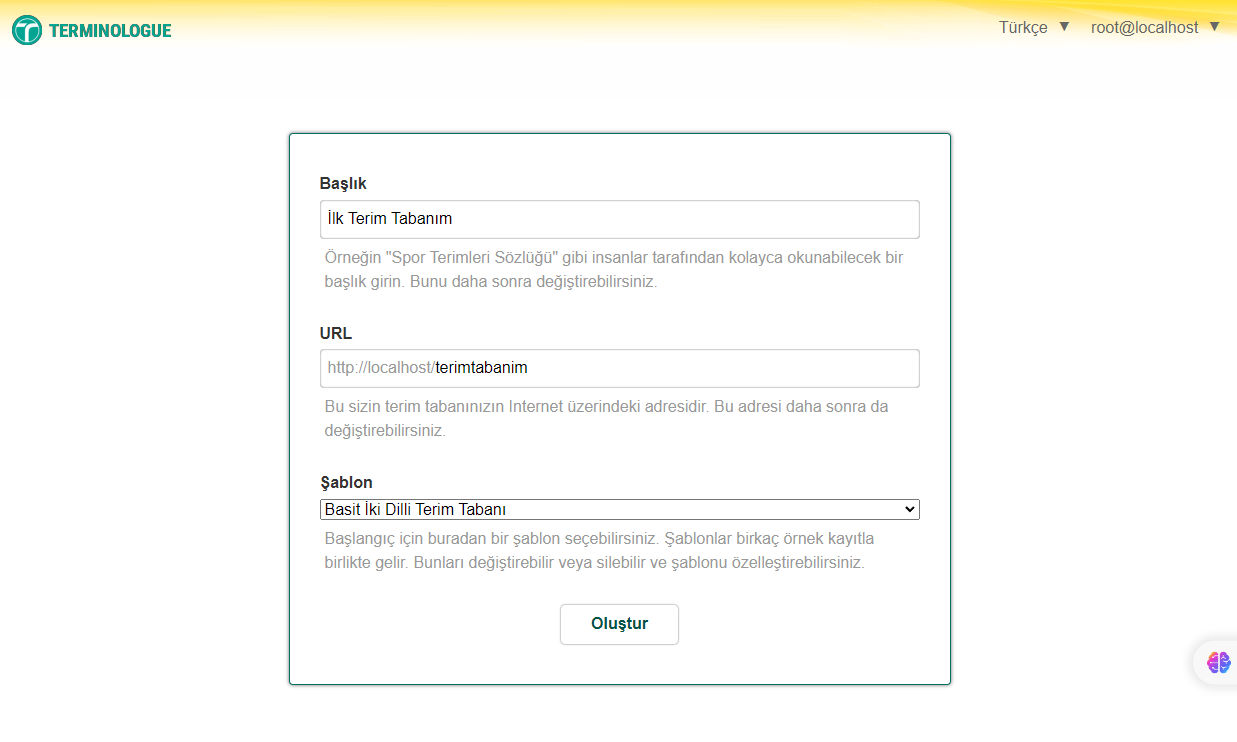 TERMINOLOGUE
Türkçe ▼ root@localhost ▼
Başlık
İlk Terim Tabanım
Örneğin "Spor Terimleri Sözlüğü" gibi insanlar tarafından kolayca okunabilecek bir
başlık girin. Bunu daha sonra değiştirebilirsiniz.
URL
http://localhost/terimtabanim
Bu sizin terim tabanınızın Internet üzerindeki adresidir. Bu adresi daha sonra da
değiştirebilirsiniz.
Şablon
Basit İki Dilli Terim Tabanı
Başlangıç için buradan bir şablon seçebilirsiniz. Şablonlar birkaç örnek kayıtla
birlikte gelir. Bunları değiştirebilir veya silebilir ve şablonu özelleştirebilirsiniz.
Oluştur